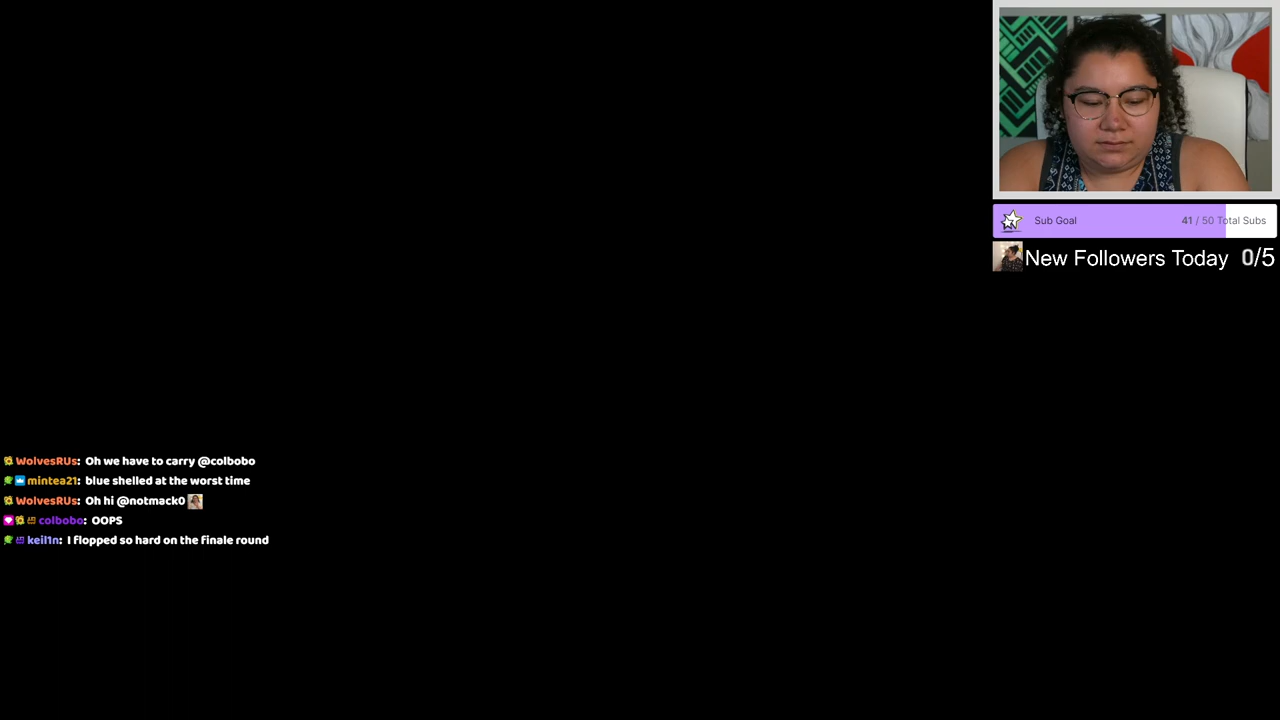 Sub Goal 41 / 50 Total Subs
New Followers Today 0/5
WolvesRUs: Oh we have to carry @colbobo
mintea21: blue shelled at the worst time
WolvesRUs: Oh hi @notmack0
colbobo: OOPS
keil1n: I flopped so hard on the finale round